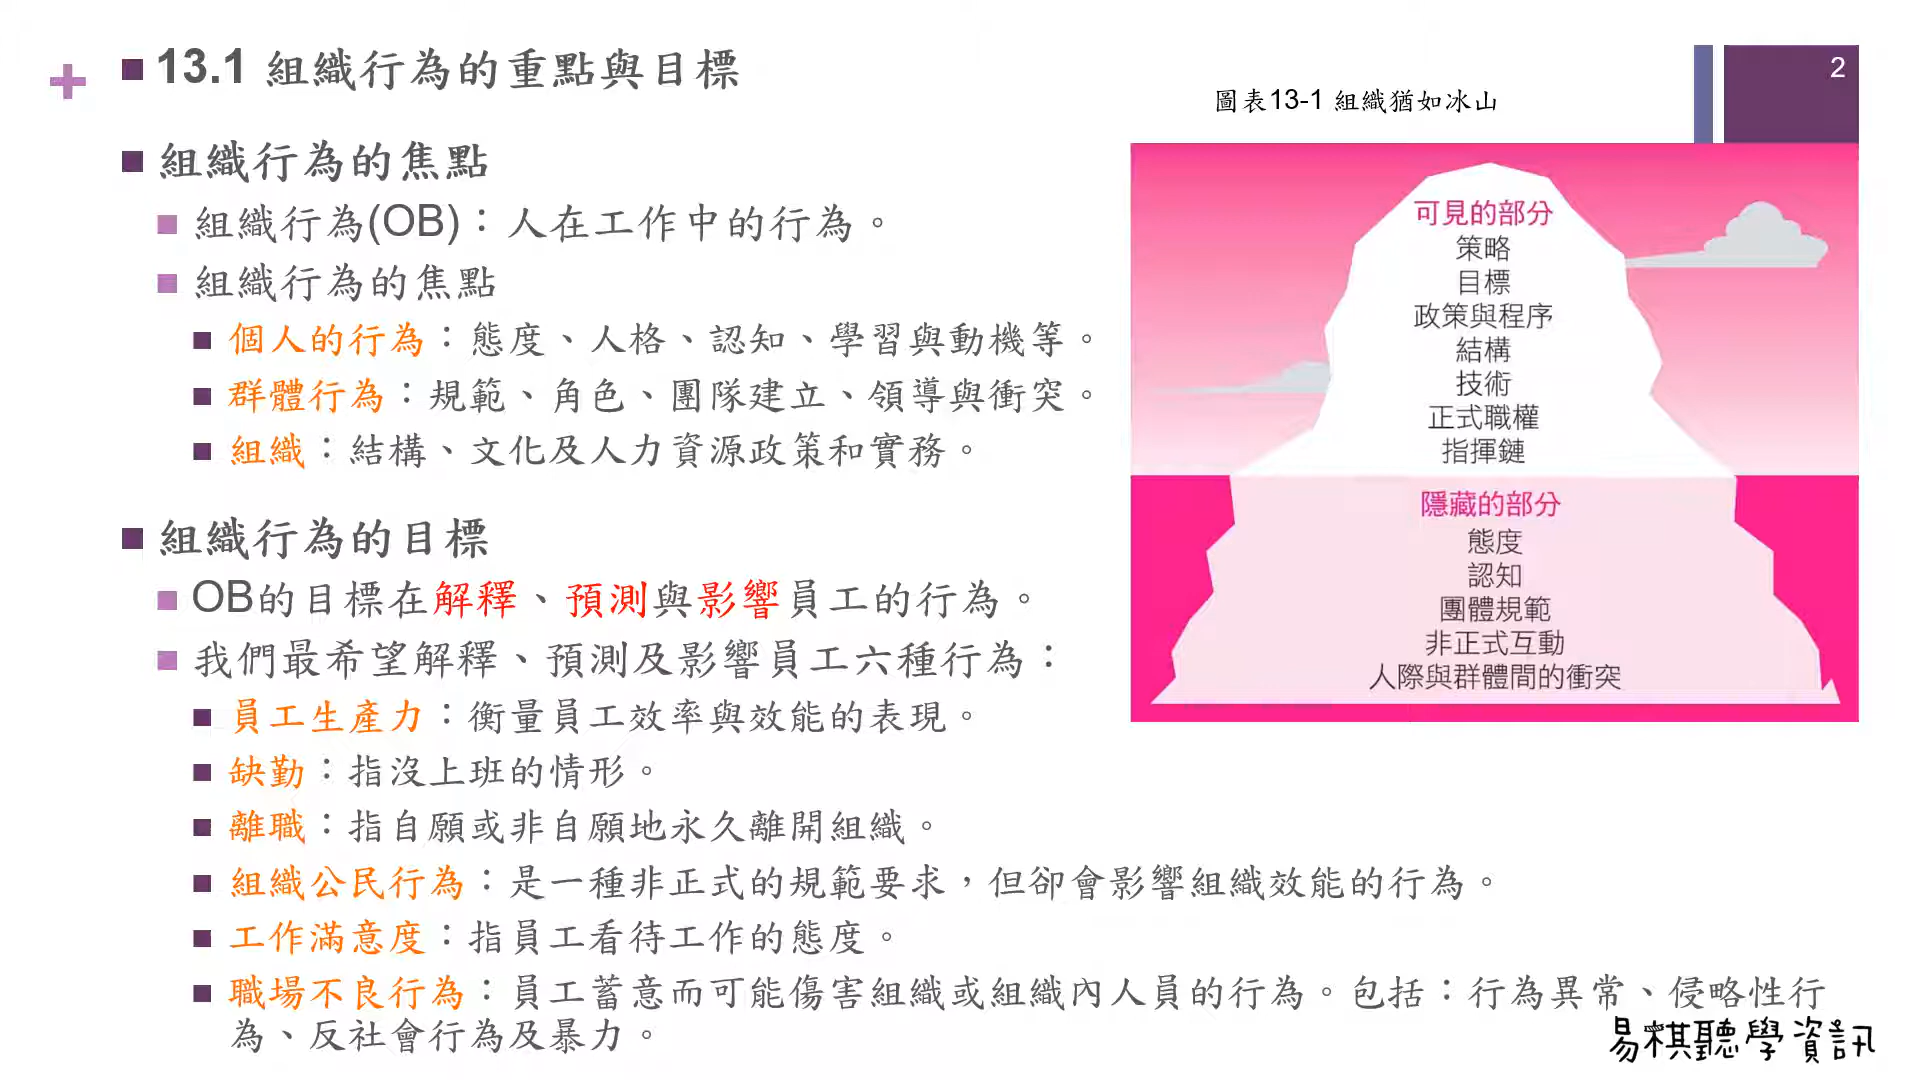 13.1 組織行為的重點與目標
組織行為的焦點
組織行為(OB)：人在工作中的行為。
組織行為的焦點
個人的行為：態度、人格、認知、學習與動機等。
群體行為：規範、角色、團隊建立、領導與衝突。
組織：結構、文化及人力資源政策和實務。
組織行為的目標
OB的目標在解釋、預測與影響員工的行為。
我們最希望解釋、預測及影響員工六種行為：
員工生產力：衡量員工效率與效能的表現。
缺勤：指沒上班的情形。
離職：指自願或非自願地永久離開組織。
組織公民行為：是一種非正式的規範要求，但卻會影響組織效能的行為。
工作滿意度：指員工看待工作的態度。
職場不良行為：員工蓄意而可能傷害組織或組織內人員的行為。包括：行為異常、侵略性行
為、反社會行為及暴力。
2
圖表13-1 組織猶如冰山
可見的部分
策略
目標
政策與程序
結構
技術
正式職權
指揮鏈
隱藏的部分
態度
認知
團體規範
非正式互動
人際與群體間的衝突
易棋聽學資訊